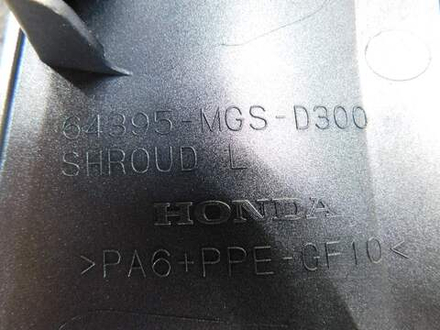 64395-MGS-D300
SHROUD L
HONDA
>PA6+PPE-GF10<